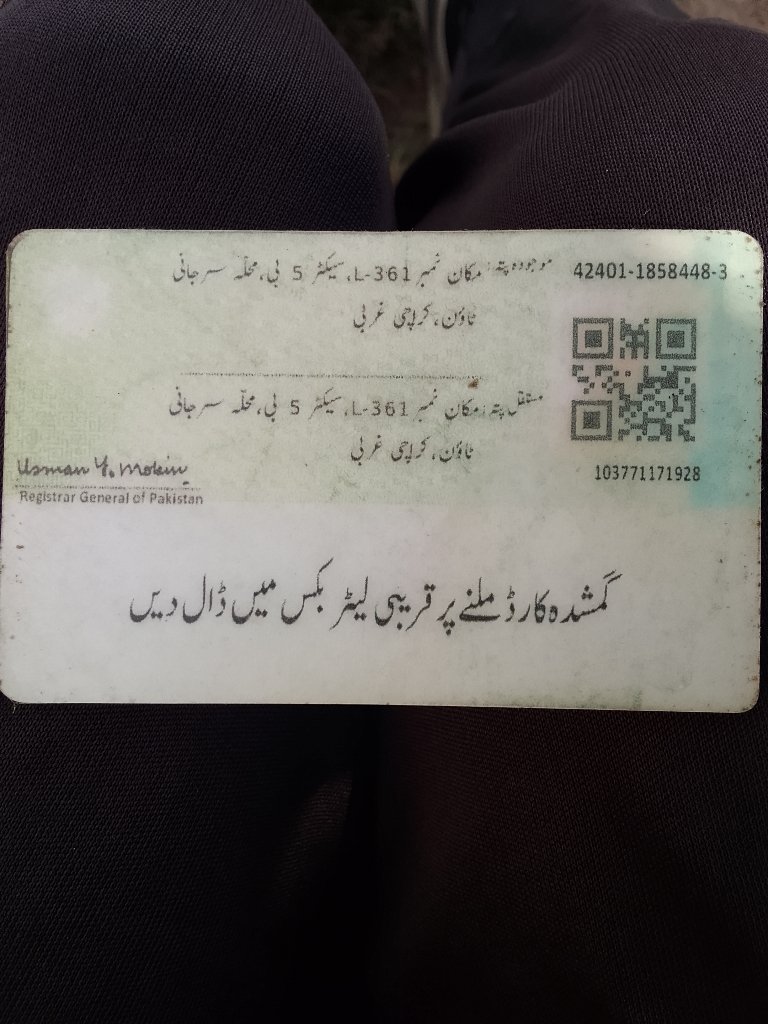 موجودہ پتہ: مکان نمبر L-361، سیکٹر 5 بی، محلّہ سرجانی
ٹاؤن، کراچی غربی
42401-1858448-3
مستقل پتہ: مکان نمبر L-361، سیکٹر 5 بی، محلّہ سرجانی
ٹاؤن، کراچی غربی
103771171928
Usman Y. Mobin
Registrar General of Pakistan
گمشدہ کارڈ ملنے پر قریبی لیٹر بکس میں ڈال دیں